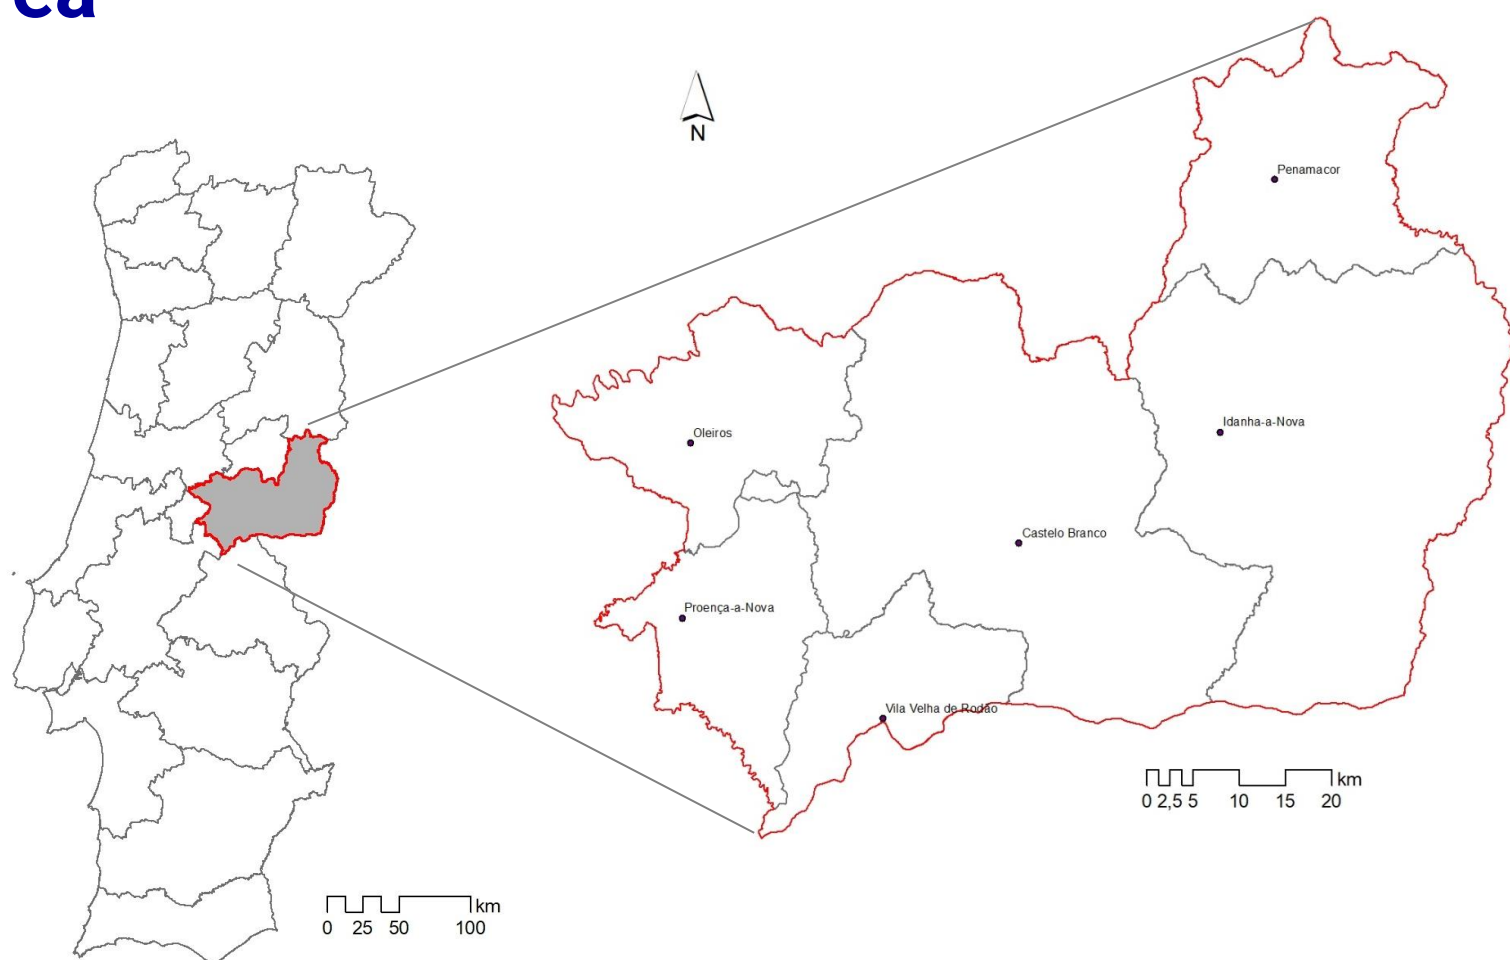 ca
N
Penamacor
Idanha-a-Nova
Oleiros
Castelo Branco
Proença-a-Nova
Vila Velha de Rodão
km
0 2,5 5 10 15 20
km
0 25 50 100